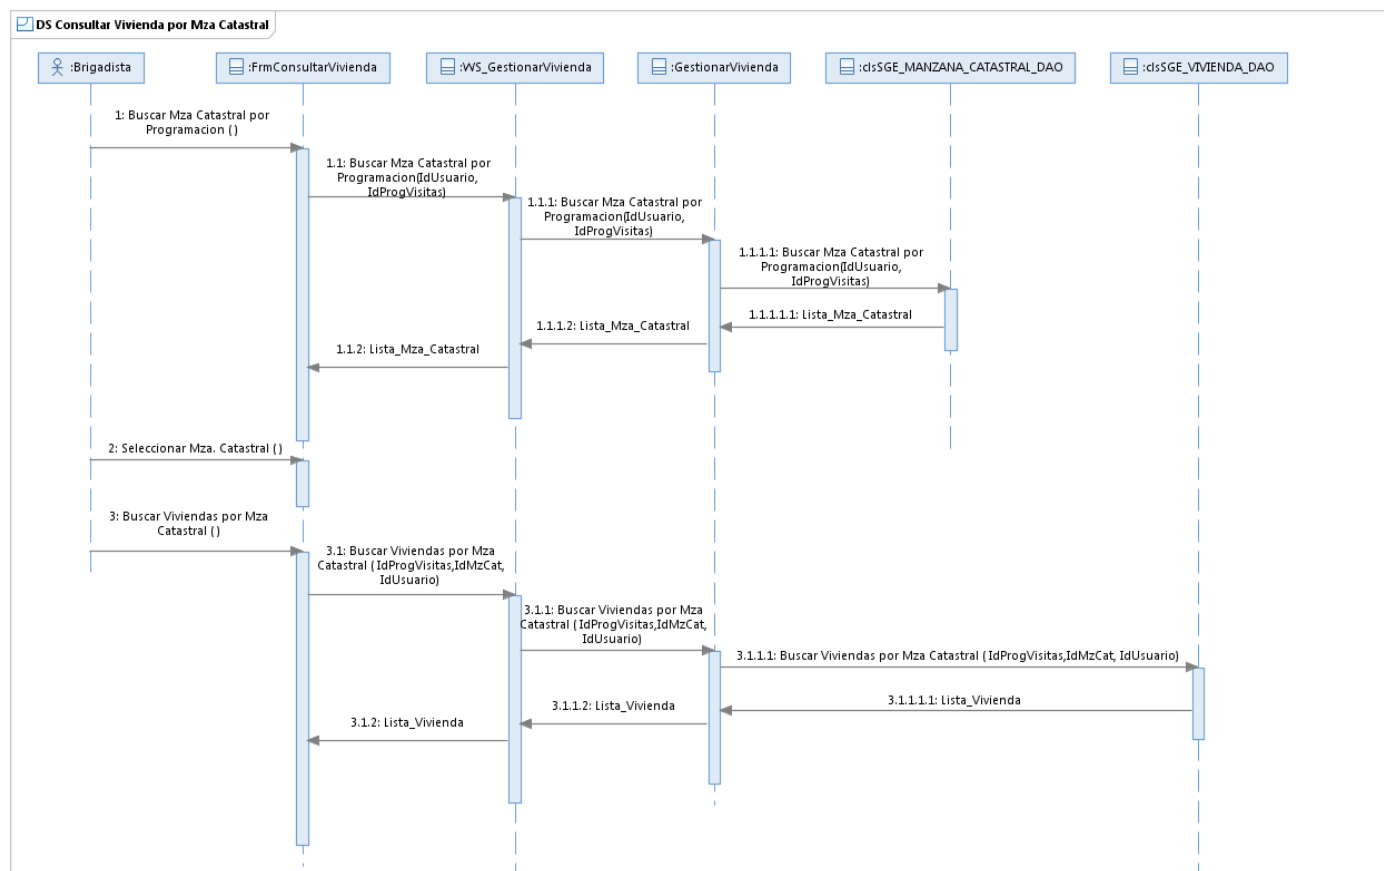 DS Consultar Vivienda por Mza Catastral
:Brigadista
:FrmConsultarVivienda
:WS_GestionarVivienda
:GestionarVivienda
:clsSGE_MANZANA_CATASTRAL_DAO
:clsSGE_VIVIENDA_DAO
1: Buscar Mza Catastral por
Programacion ( )
1.1: Buscar Mza Catastral por
Programacion(IdUsuario,
IdProgVisitas)
1.1.1: Buscar Mza Catastral por
Programacion(IdUsuario,
IdProgVisitas)
1.1.1.1: Buscar Mza Catastral por
Programacion(IdUsuario,
IdProgVisitas)
1.1.1.1.1: Lista_Mza_Catastral
1.1.1.2: Lista_Mza_Catastral
1.1.2: Lista_Mza_Catastral
2: Seleccionar Mza. Catastral ( )
3: Buscar Viviendas por Mza
Catastral ( )
3.1: Buscar Viviendas por Mza
Catastral ( IdProgVisitas,IdMzCat,
IdUsuario)
3.1.1: Buscar Viviendas por Mza
Catastral ( IdProgVisitas,IdMzCat,
IdUsuario)
3.1.1.1: Buscar Viviendas por Mza Catastral ( IdProgVisitas,IdMzCat, IdUsuario)
3.1.1.1.1: Lista_Vivienda
3.1.1.2: Lista_Vivienda
3.1.2: Lista_Vivienda